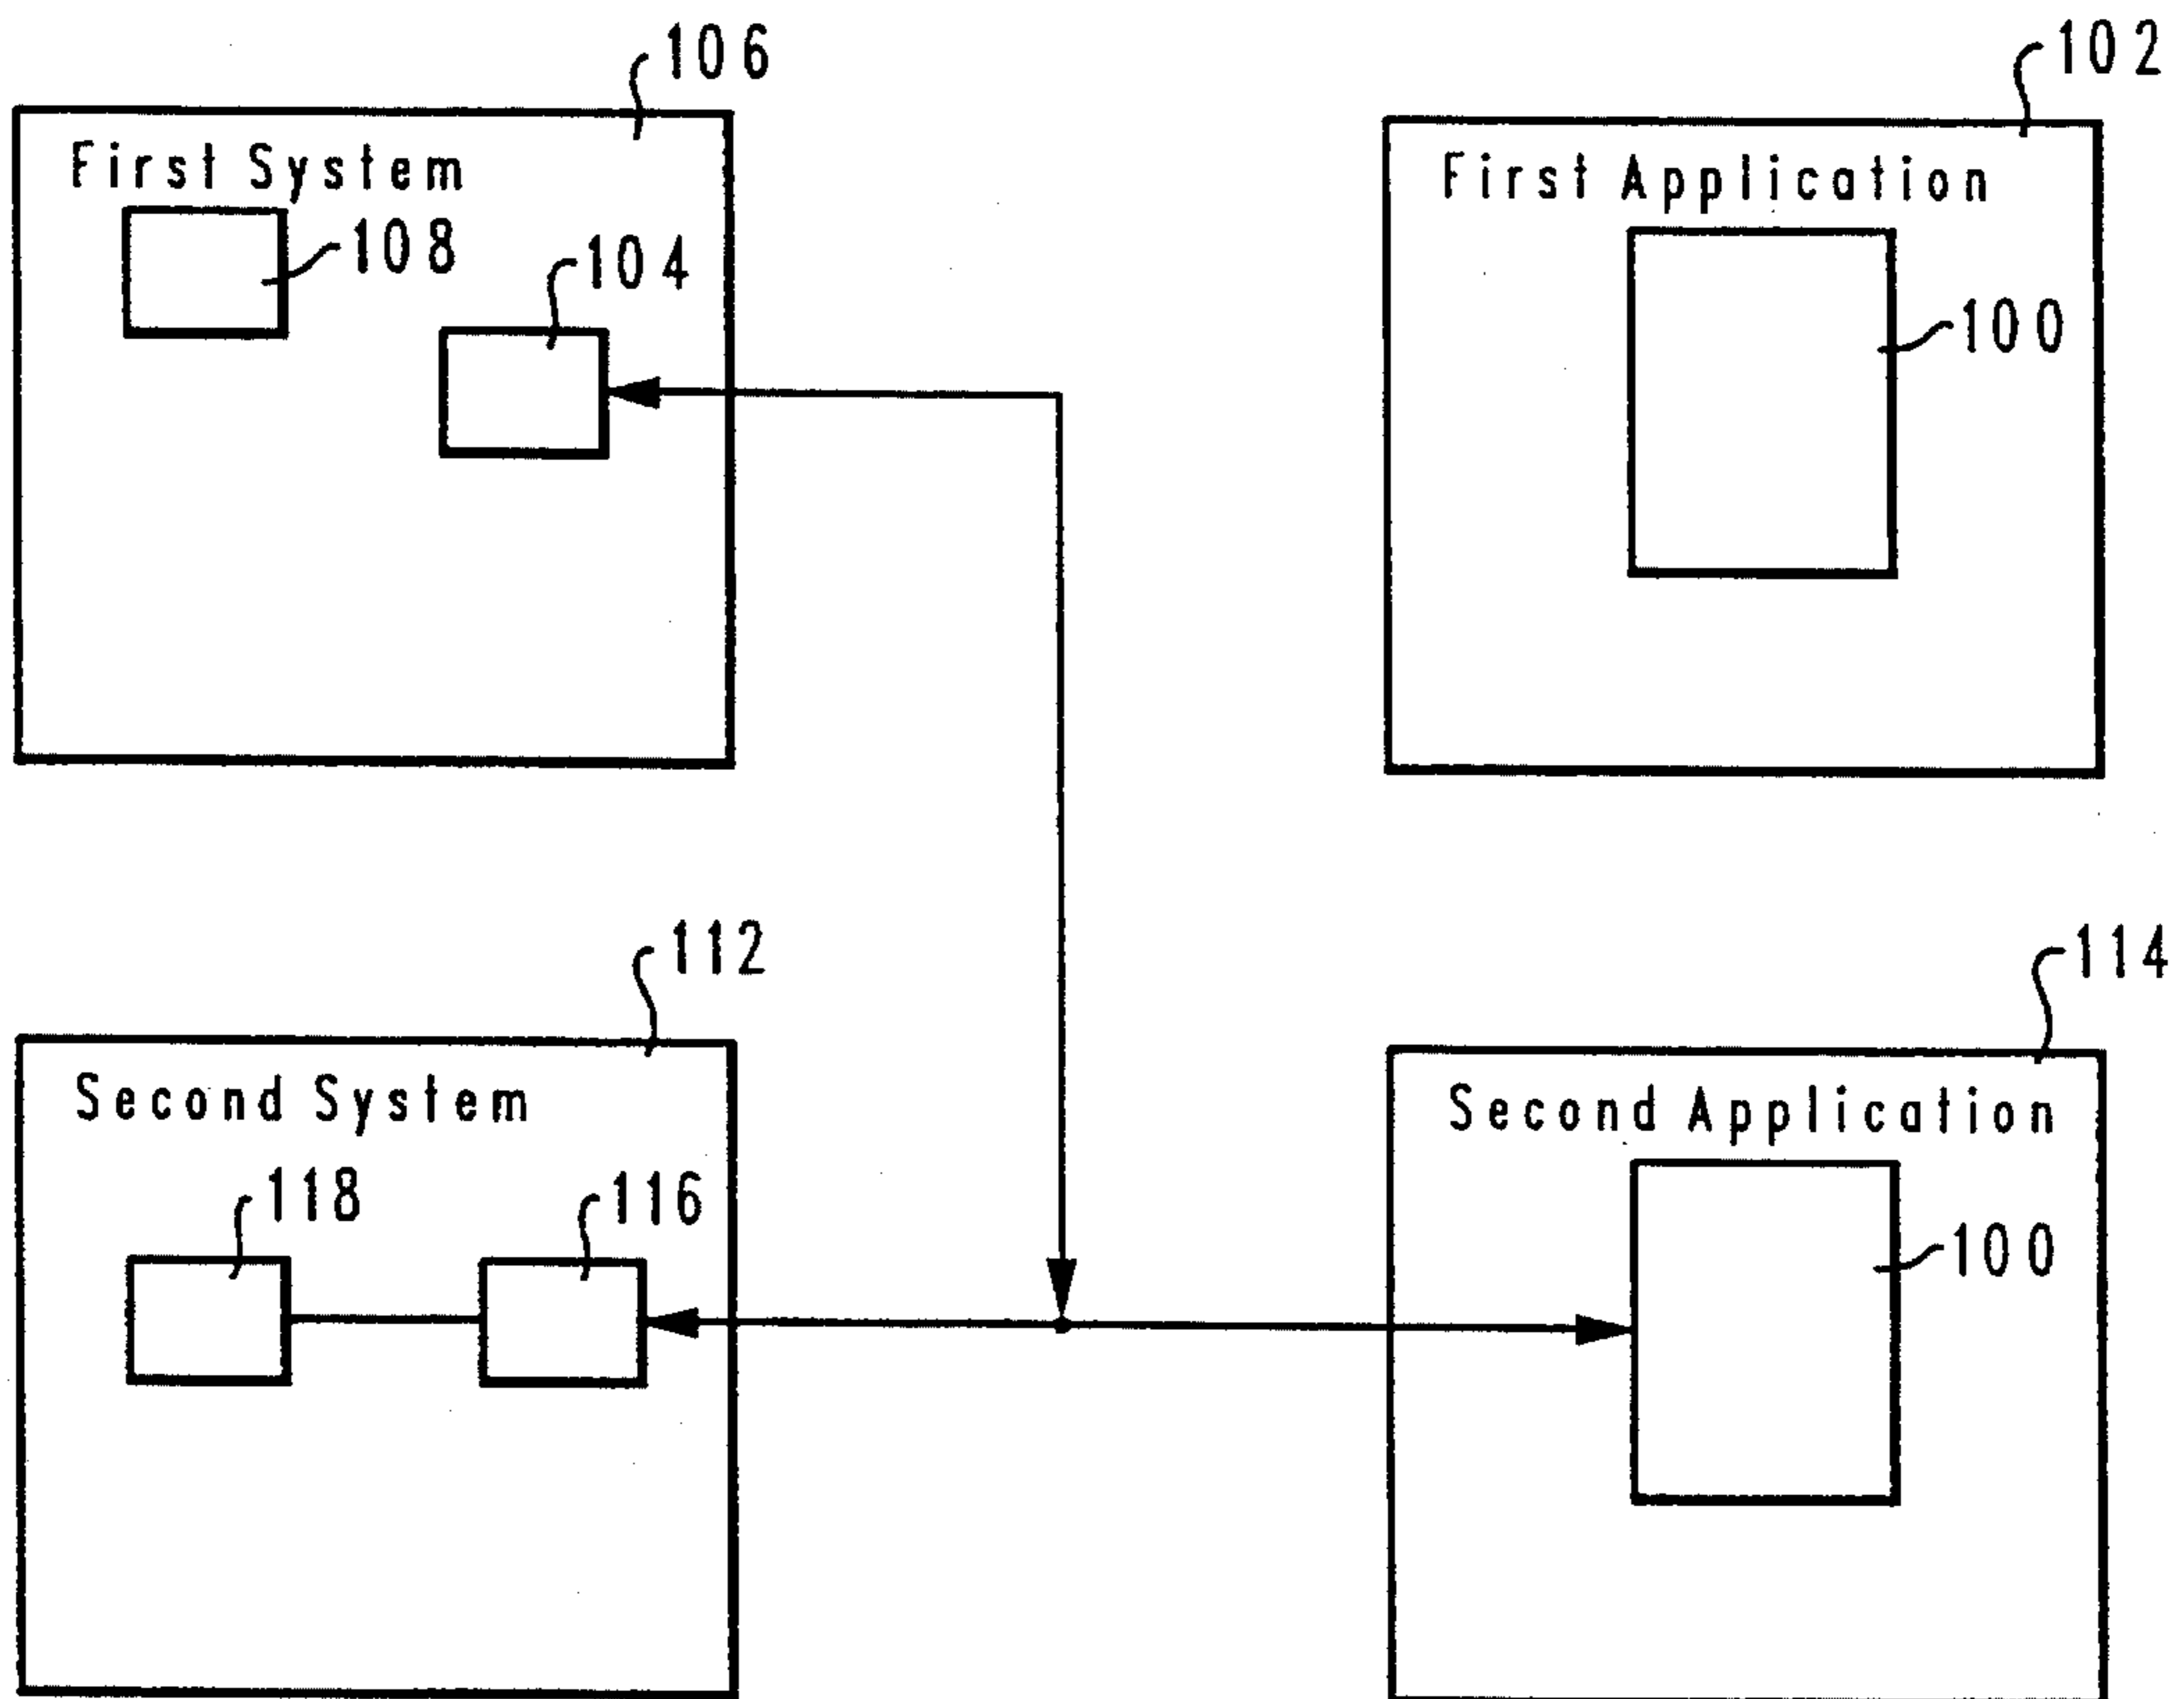 106
102
First System
First Application
108
104
100
112
114
Second System
Second Application
118
116
100